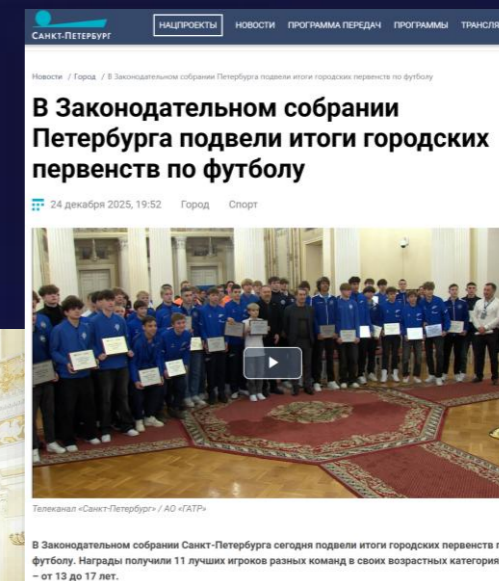 САНКТ-ПЕТЕРБУРГ
НАЦПРОЕКТЫ НОВОСТИ ПРОГРАММА ПЕРЕДАЧ ПРОГРАММЫ ТРАНСЛЯ
Новости / Город / В Законодательном собрании Петербурга подвели итоги городских первенств по футболу
В Законодательном собрании
Петербурга подвели итоги городских
первенств по футболу
24 декабря 2025, 19:52 Город Спорт
Телеканал «Санкт-Петербург» / АО «ГАТР»
В Законодательном собрании Санкт-Петербурга сегодня подвели итоги городских первенств п
футболу. Награды получили 11 лучших игроков разных команд в своих возрастных категория
– от 13 до 17 лет.